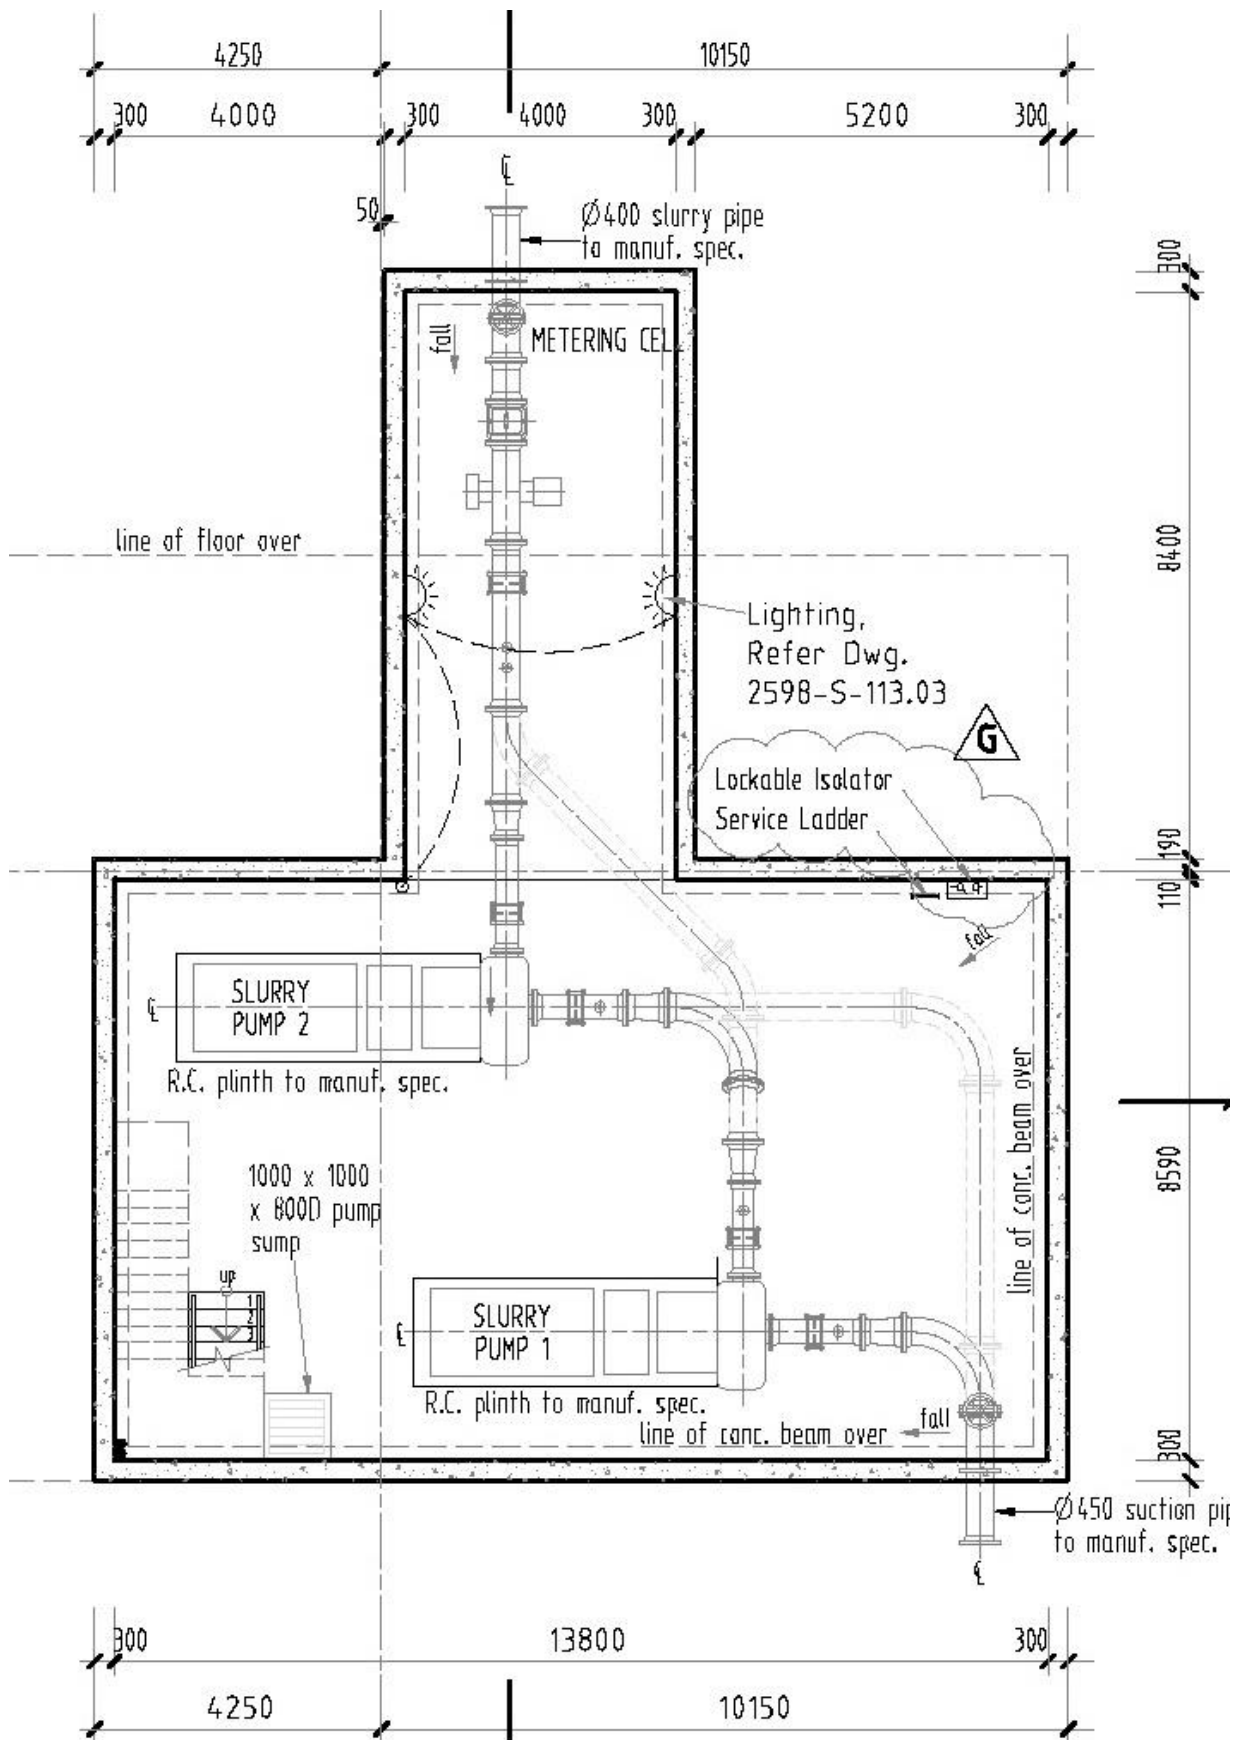 4250
10150
300
4000
300
4000
300
5200
300
℄
50
Ø400 slurry pipe
to manuf. spec.
300
fall
METERING CEL
line of floor over
8400
Lighting,
Refer Dwg.
2598-S-113.03
G
Lockable Isolator
Service Ladder
190
110
fall
SLURRY
PUMP 2
℄
R.C. plinth to manuf. spec.
line of conc. beam over
1000 x 1000
x 800D pump
sump
8590
up
1
2
3
SLURRY
PUMP 1
℄
R.C. plinth to manuf. spec.
fall
line of conc. beam over
300
Ø450 suction pip
to manuf. spec.
℄
300
13800
300
4250
10150